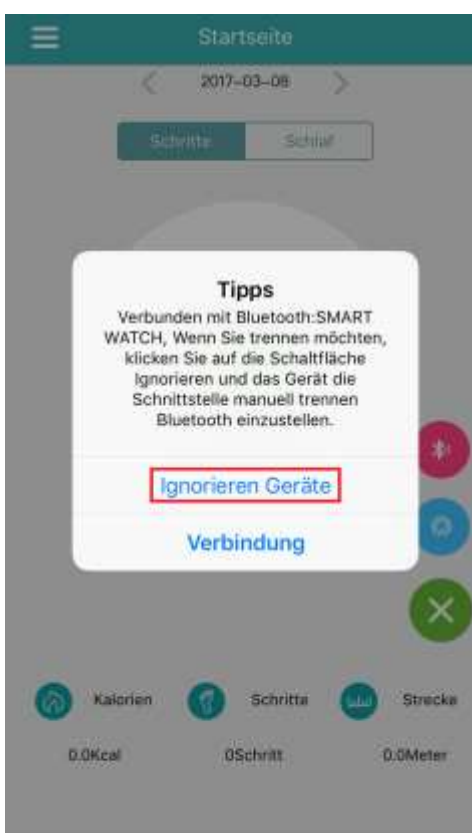 Startseite
2017-03-08
Schritte Schlaf
Tipps
Verbunden mit Bluetooth:SMART
WATCH, Wenn Sie trennen möchten,
klicken Sie auf die Schaltfläche
Ignorieren und das Gerät die
Schnittstelle manuell trennen
Bluetooth einzustellen.
Ignorieren Geräte
Verbindung
Kalorien Schritte Strecke
0.0Kcal 0Schritt 0.0Meter